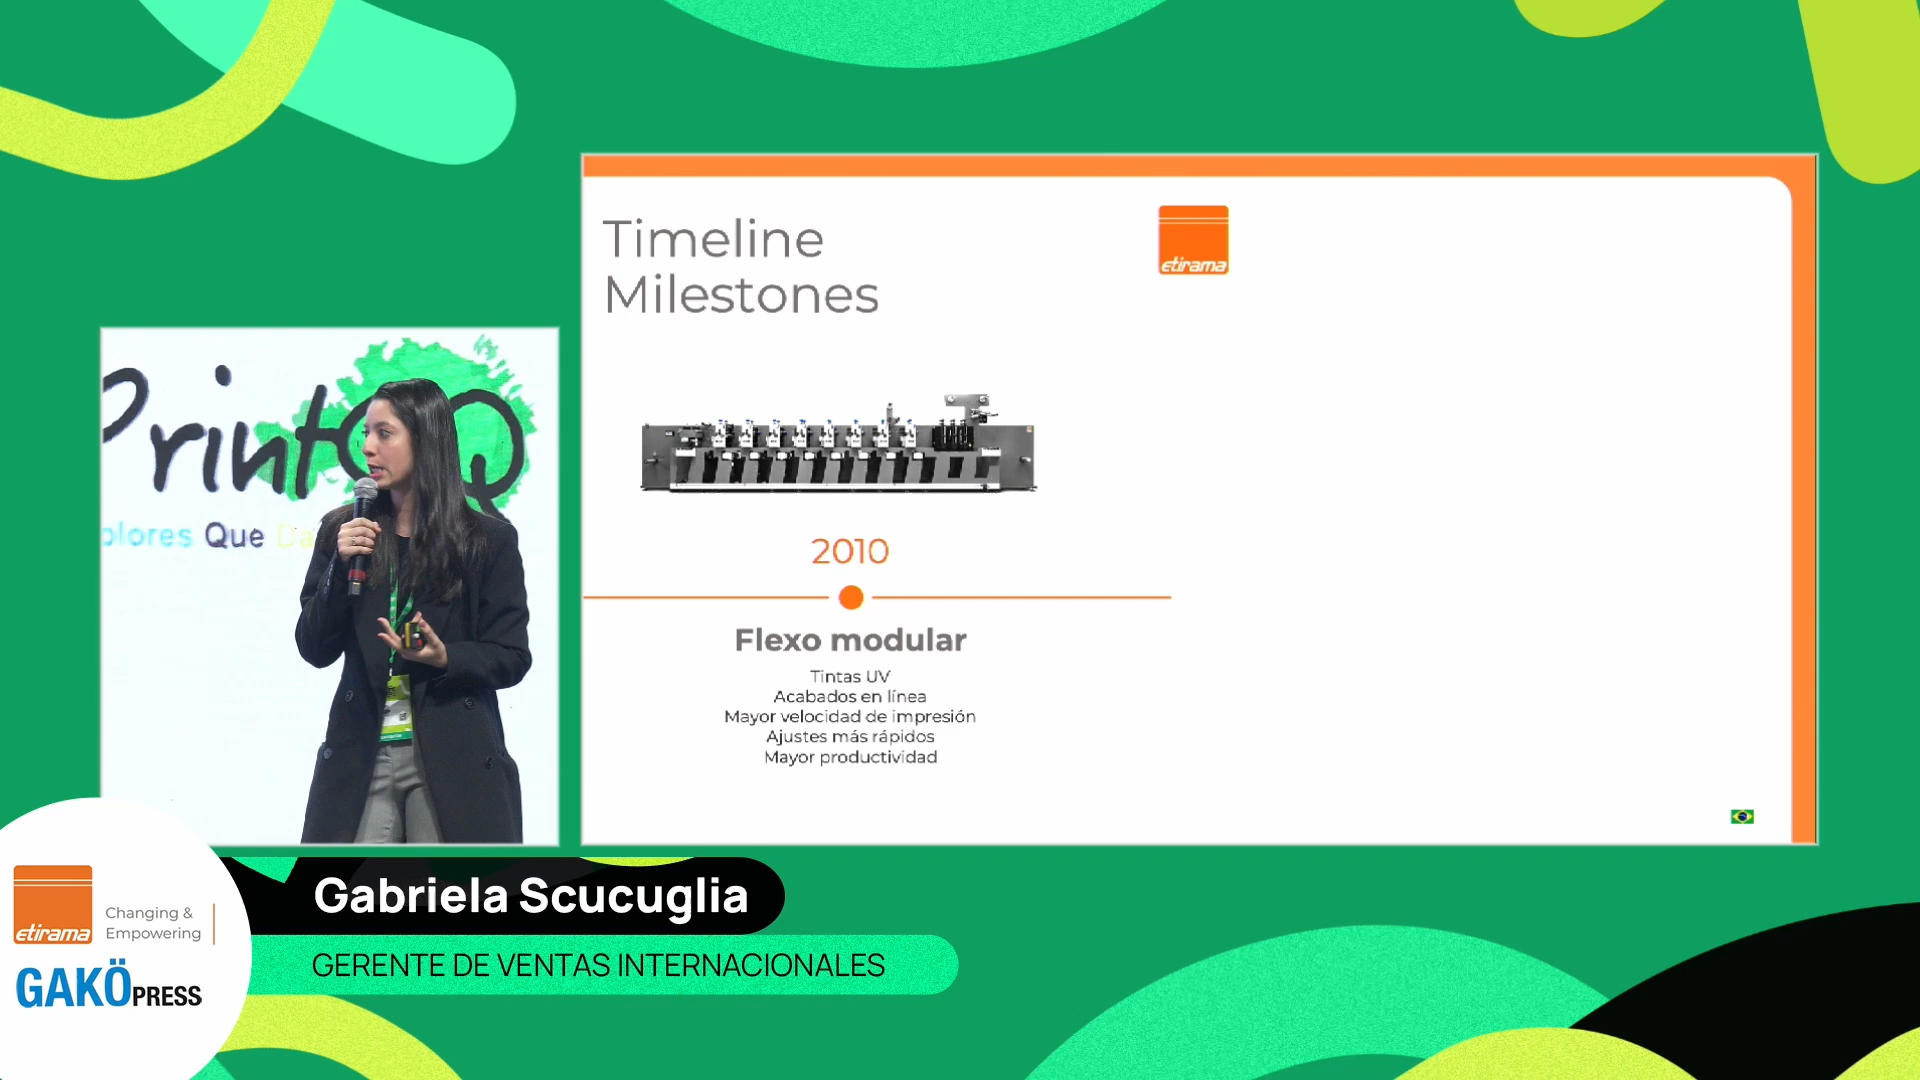 Timeline
Milestones
etirama
2010
Flexo modular
Tintas UV
Acabados en línea
Mayor velocidad de impresión
Ajustes más rápidos
Mayor productividad
PrintQ
olores Que Da
Gabriela Scucuglia
GERENTE DE VENTAS INTERNACIONALES
etirama
Changing &
Empowering
GAKÖPRESS